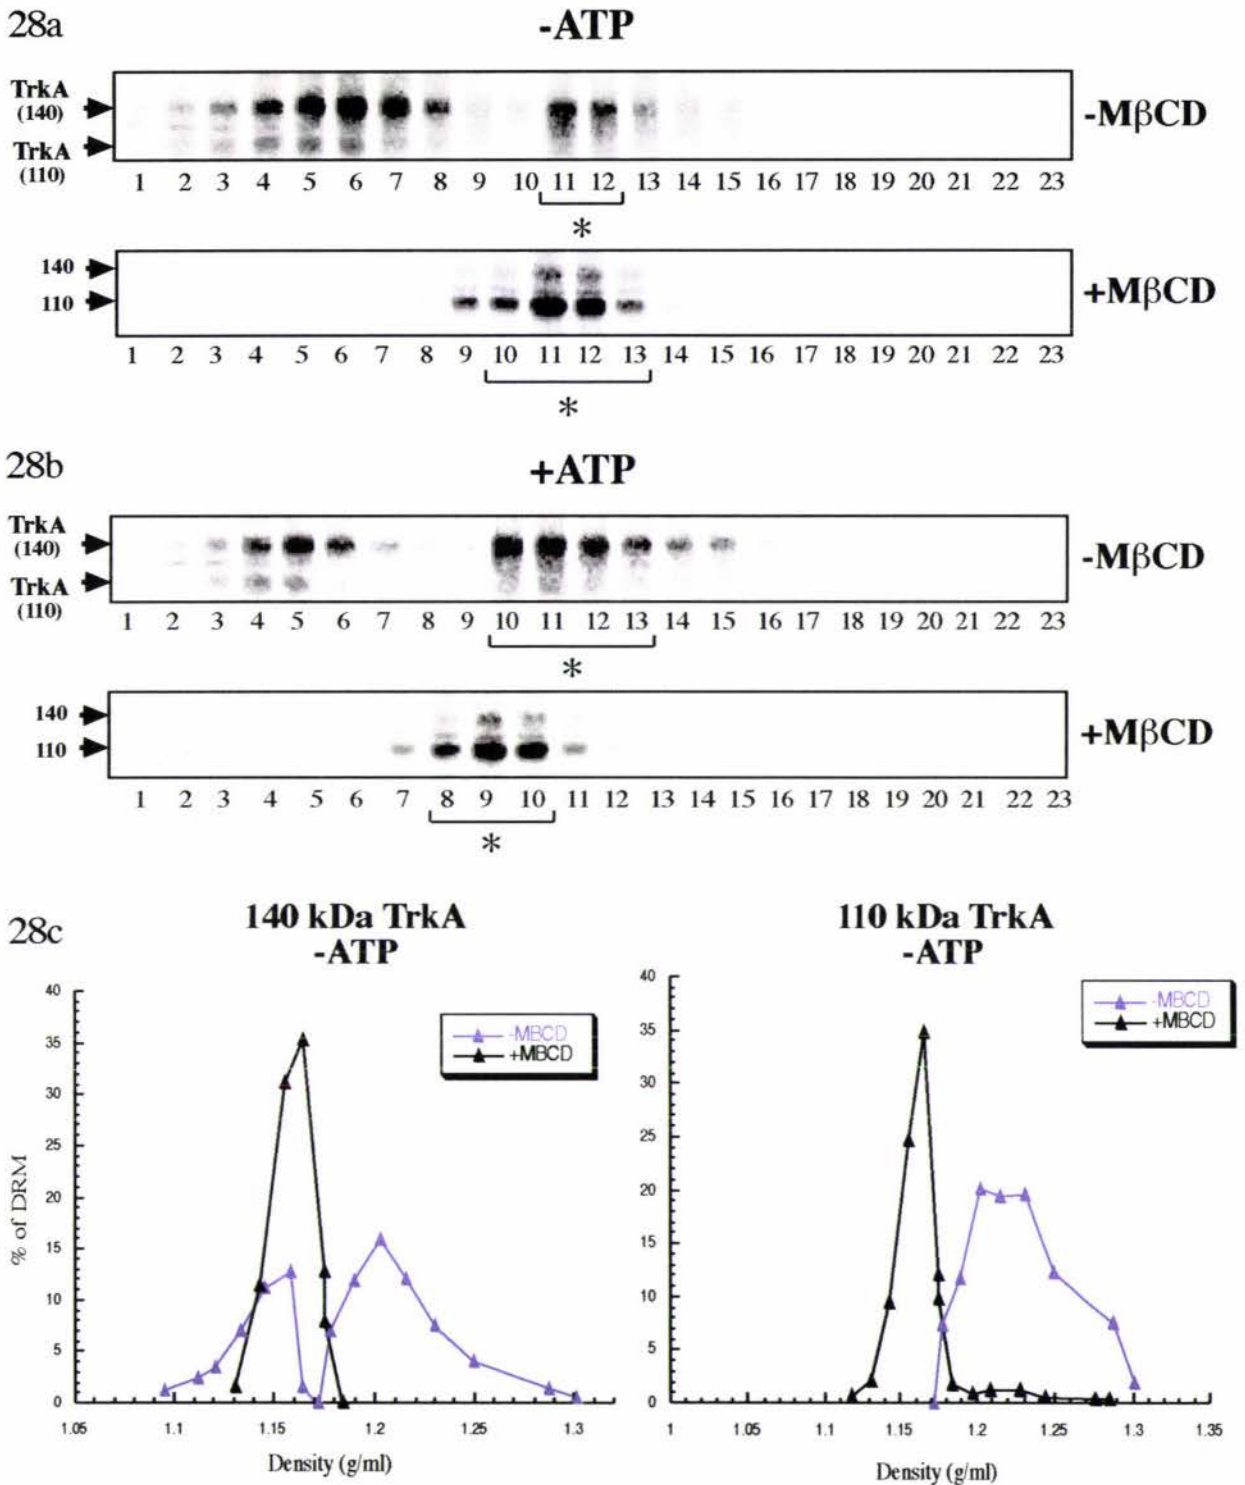 28a
-ATP
TrkA
(140)
TrkA
(110)
-MβCD
1 2 3 4 5 6 7 8 9 10 11 12 13 14 15 16 17 18 19 20 21 22 23
*
140
110
+MβCD
1 2 3 4 5 6 7 8 9 10 11 12 13 14 15 16 17 18 19 20 21 22 23
*
28b
+ATP
TrkA
(140)
TrkA
(110)
-MβCD
1 2 3 4 5 6 7 8 9 10 11 12 13 14 15 16 17 18 19 20 21 22 23
*
140
110
+MβCD
1 2 3 4 5 6 7 8 9 10 11 12 13 14 15 16 17 18 19 20 21 22 23
*
28c
140 kDa TrkA
-ATP
-MBCD
+MBCD
% of DRM
40
35
30
25
20
15
10
5
0
1.05 1.1 1.15 1.2 1.25 1.3
Density (g/ml)
110 kDa TrkA
-ATP
-MBCD
+MBCD
40
35
30
25
20
15
10
5
0
1 1.05 1.1 1.15 1.2 1.25 1.3 1.35
Density (g/ml)